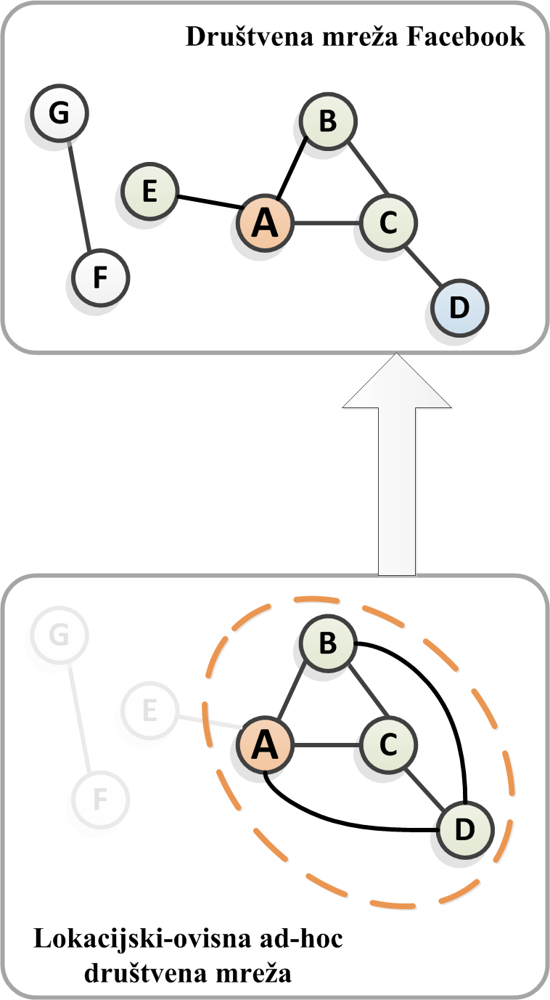 Društvena mreža Facebook
G
B
E
A
C
F
D
G
B
E
A
C
F
D
Lokacijski-ovisna ad-hoc
društvena mreža